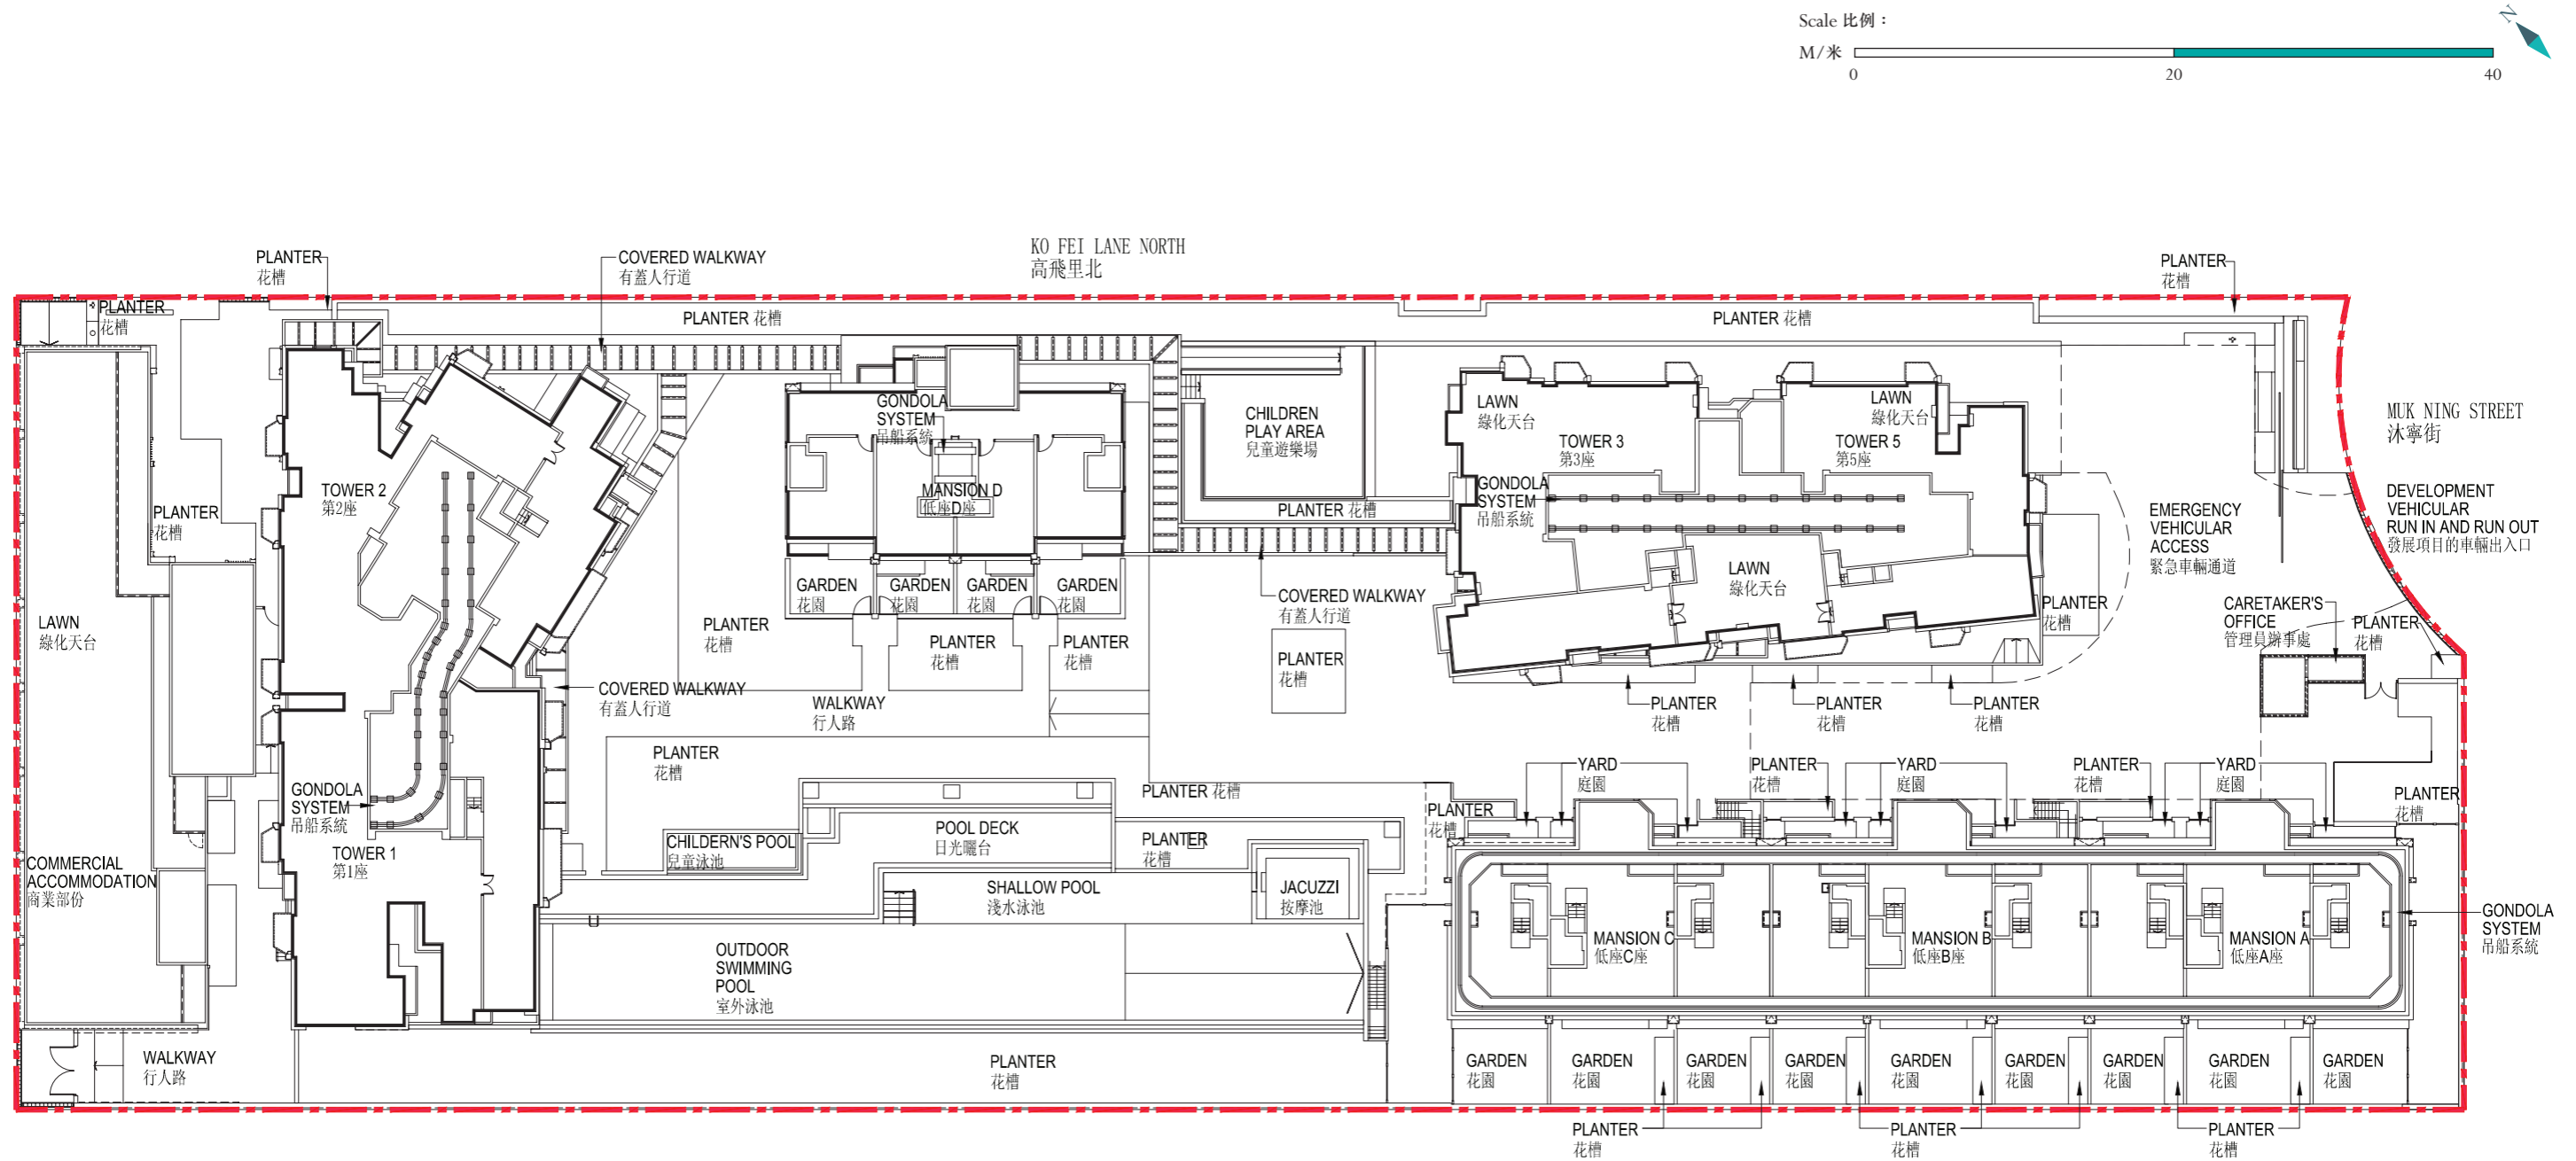 Scale 比例：
N
M/米
0
20
40
KO FEI LANE NORTH
高飛里北
PLANTER
花槽
COVERED WALKWAY
有蓋人行道
PLANTER
花槽
PLANTER
花槽
PLANTER 花槽
PLANTER 花槽
GONDOLA
SYSTEM
吊船系統
MANSION D
低座D座
CHILDREN
PLAY AREA
兒童遊樂場
LAWN
綠化天台
LAWN
綠化天台
TOWER 3
第3座
TOWER 5
第5座
MUK NING STREET
沐寧街
TOWER 2
第2座
PLANTER
花槽
PLANTER 花槽
GONDOLA
SYSTEM
吊船系統
EMERGENCY
VEHICULAR
ACCESS
緊急車輛通道
DEVELOPMENT
VEHICULAR
RUN IN AND RUN OUT
發展項目的車輛出入口
GARDEN
花園
GARDEN
花園
GARDEN
花園
GARDEN
花園
COVERED WALKWAY
有蓋人行道
LAWN
綠化天台
PLANTER
花槽
CARETAKER'S
OFFICE
管理員辦事處
PLANTER
花槽
LAWN
綠化天台
PLANTER
花槽
PLANTER
花槽
PLANTER
花槽
PLANTER
花槽
COVERED WALKWAY
有蓋人行道
WALKWAY
行人路
PLANTER
花槽
PLANTER
花槽
PLANTER
花槽
PLANTER
花槽
YARD
庭園
PLANTER
花槽
YARD
庭園
PLANTER
花槽
YARD
庭園
GONDOLA
SYSTEM
吊船系統
PLANTER 花槽
PLANTER
花槽
PLANTER
花槽
TOWER 1
第1座
CHILDERN'S POOL
兒童泳池
POOL DECK
日光曬台
PLANTER
花槽
COMMERCIAL
ACCOMMODATION
商業部份
SHALLOW POOL
淺水泳池
JACUZZI
按摩池
OUTDOOR
SWIMMING
POOL
室外泳池
MANSION C
低座C座
MANSION B
低座B座
MANSION A
低座A座
GONDOLA
SYSTEM
吊船系統
WALKWAY
行人路
PLANTER
花槽
GARDEN
花園
GARDEN
花園
GARDEN
花園
GARDEN
花園
GARDEN
花園
GARDEN
花園
GARDEN
花園
GARDEN
花園
GARDEN
花園
PLANTER
花槽
PLANTER
花槽
PLANTER
花槽